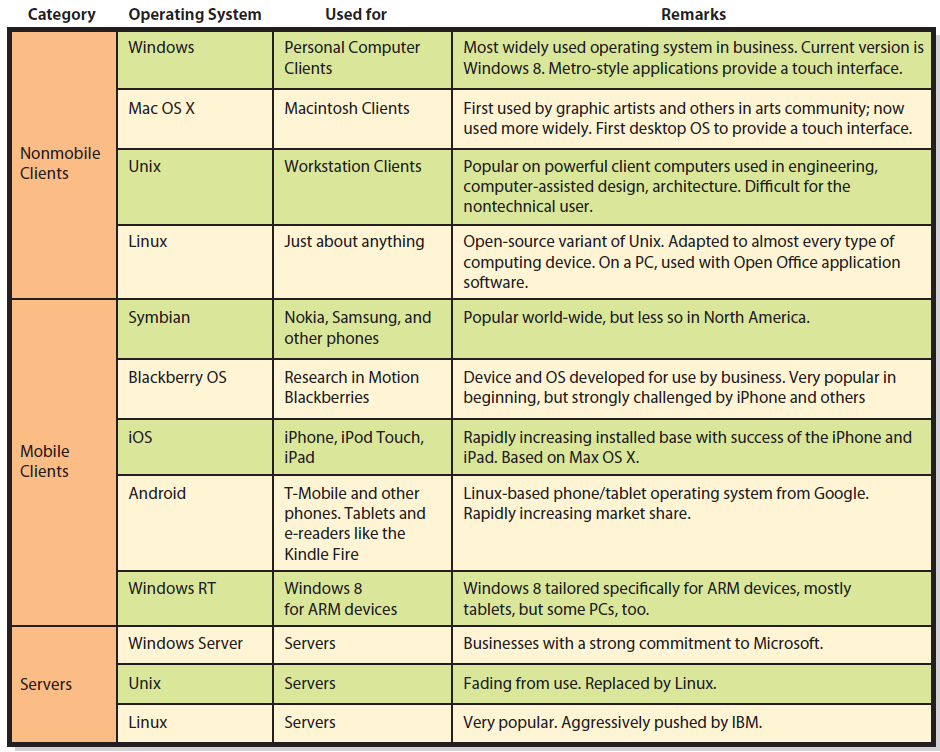 Category Operating System Used for Remarks
Nonmobile
Clients
Windows
Personal Computer
Clients
Most widely used operating system in business. Current version is
Windows 8. Metro-style applications provide a touch interface.
Mac OS X
Macintosh Clients
First used by graphic artists and others in arts community; now
used more widely. First desktop OS to provide a touch interface.
Unix
Workstation Clients
Popular on powerful client computers used in engineering,
computer-assisted design, architecture. Difficult for the
nontechnical user.
Linux
Just about anything
Open-source variant of Unix. Adapted to almost every type of
computing device. On a PC, used with Open Office application
software.
Mobile
Clients
Symbian
Nokia, Samsung, and
other phones
Popular world-wide, but less so in North America.
Blackberry OS
Research in Motion
Blackberries
Device and OS developed for use by business. Very popular in
beginning, but strongly challenged by iPhone and others
iOS
iPhone, iPod Touch,
iPad
Rapidly increasing installed base with success of the iPhone and
iPad. Based on Max OS X.
Android
T-Mobile and other
phones. Tablets and
e-readers like the
Kindle Fire
Linux-based phone/tablet operating system from Google.
Rapidly increasing market share.
Windows RT
Windows 8
for ARM devices
Windows 8 tailored specifically for ARM devices, mostly
tablets, but some PCs, too.
Servers
Windows Server
Servers
Businesses with a strong commitment to Microsoft.
Unix
Servers
Fading from use. Replaced by Linux.
Linux
Servers
Very popular. Aggressively pushed by IBM.